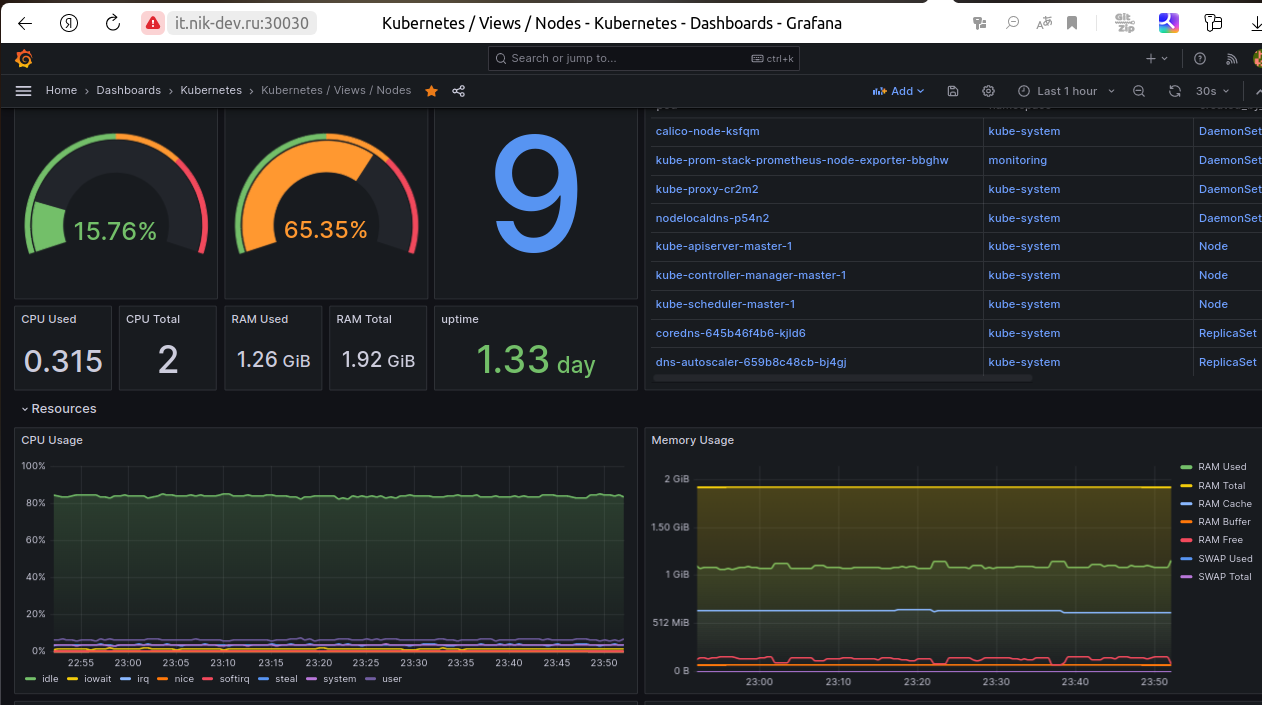 it.nik-dev.ru:30030
Kubernetes / Views / Nodes - Kubernetes - Dashboards - Grafana
Git
Zip
Search or jump to...
ctrl+k
Home › Dashboards › Kubernetes › Kubernetes / Views / Nodes
Add
Last 1 hour
30s
15.76%
65.35%
9
calico-node-ksfqm kube-system DaemonSet
kube-prom-stack-prometheus-node-exporter-bbghw monitoring DaemonSet
kube-proxy-cr2m2 kube-system DaemonSet
nodelocaldns-p54n2 kube-system DaemonSet
kube-apiserver-master-1 kube-system Node
kube-controller-manager-master-1 kube-system Node
kube-scheduler-master-1 kube-system Node
coredns-645b46f4b6-kjld6 kube-system ReplicaSet
dns-autoscaler-659b8c48cb-bj4gj kube-system ReplicaSet
CPU Used
0.315
CPU Total
2
RAM Used
1.26 GiB
RAM Total
1.92 GiB
uptime
1.33 day
Resources
CPU Usage
100%
80%
60%
40%
20%
0%
22:55 23:00 23:05 23:10 23:15 23:20 23:25 23:30 23:35 23:40 23:45 23:50
idle iowait irq nice softirq steal system user
Memory Usage
2 GiB
1.50 GiB
1 GiB
512 MiB
0 B
23:00 23:10 23:20 23:30 23:40 23:50
RAM Used
RAM Total
RAM Cache
RAM Buffer
RAM Free
SWAP Used
SWAP Total